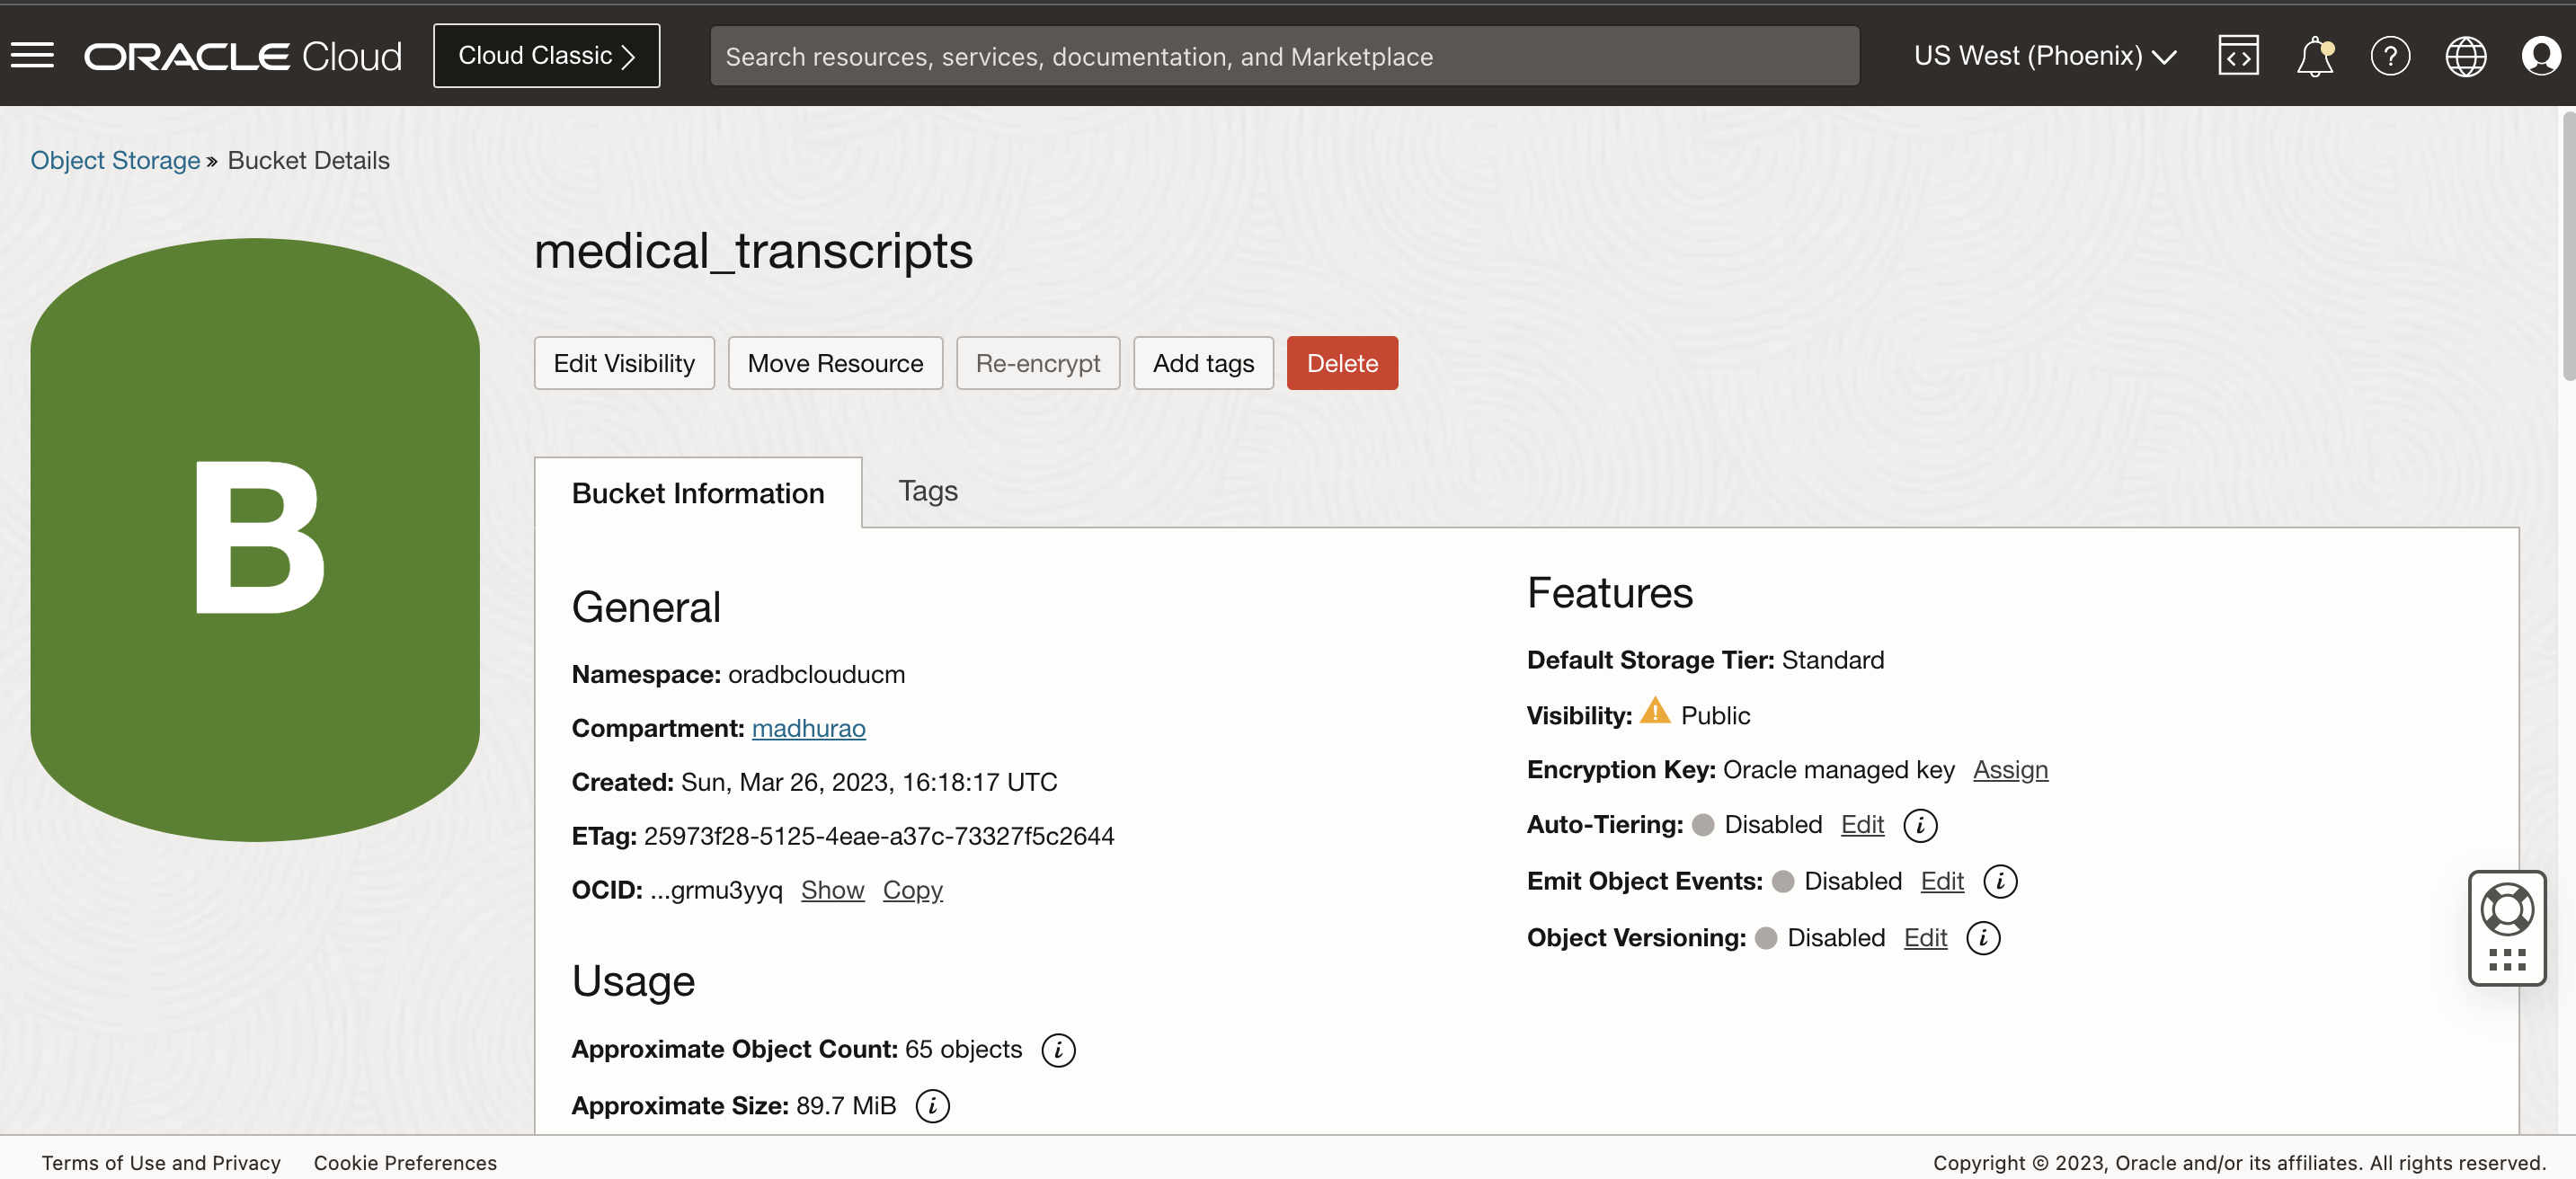 ORACLE Cloud
Cloud Classic
Search resources, services, documentation, and Marketplace
US West (Phoenix)
Object Storage » Bucket Details
B
medical_transcripts
Edit Visibility
Move Resource
Re-encrypt
Add tags
Delete
Bucket Information
Tags
General
Namespace: oradbclouducm
Compartment: madhurao
Created: Sun, Mar 26, 2023, 16:18:17 UTC
ETag: 25973f28-5125-4eae-a37c-73327f5c2644
OCID: ...grmu3yyq Show Copy
Usage
Approximate Object Count: 65 objects
Approximate Size: 89.7 MiB
Features
Default Storage Tier: Standard
Visibility: Public
Encryption Key: Oracle managed key Assign
Auto-Tiering: Disabled Edit
Emit Object Events: Disabled Edit
Object Versioning: Disabled Edit
Terms of Use and Privacy
Cookie Preferences
Copyright © 2023, Oracle and/or its affiliates. All rights reserved.